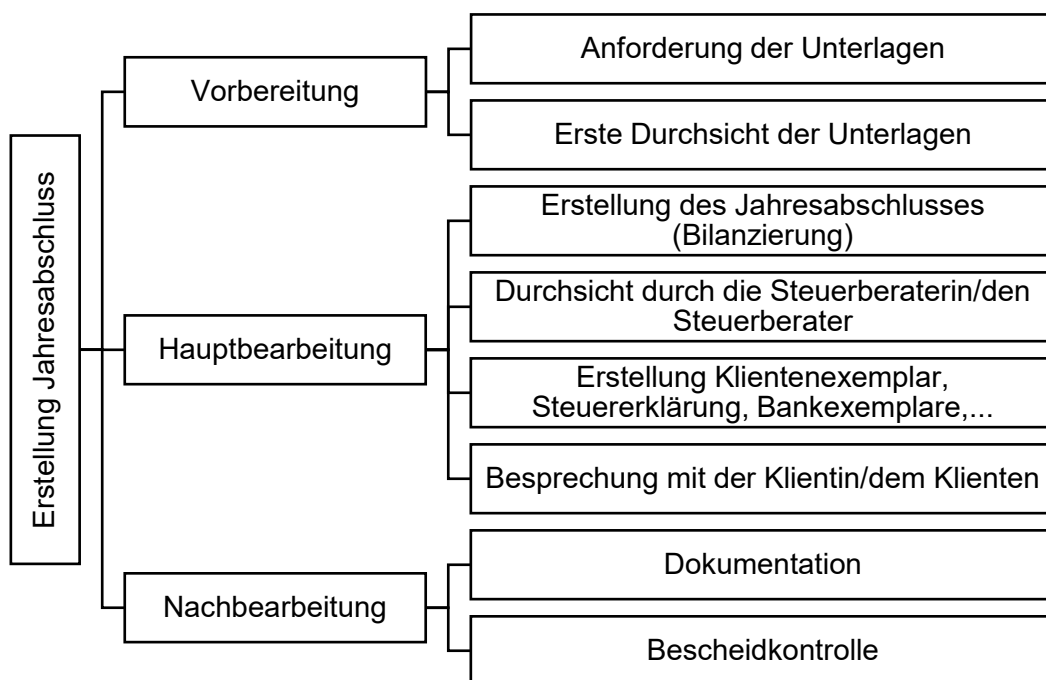 Erstellung Jahresabschluss
Vorbereitung
Anforderung der Unterlagen
Erste Durchsicht der Unterlagen
Hauptbearbeitung
Erstellung des Jahresabschlusses
(Bilanzierung)
Durchsicht durch die Steuerberaterin/den
Steuerberater
Erstellung Klientenexemplar,
Steuererklärung, Bankexemplare,...
Besprechung mit der Klientin/dem Klienten
Nachbearbeitung
Dokumentation
Bescheidkontrolle